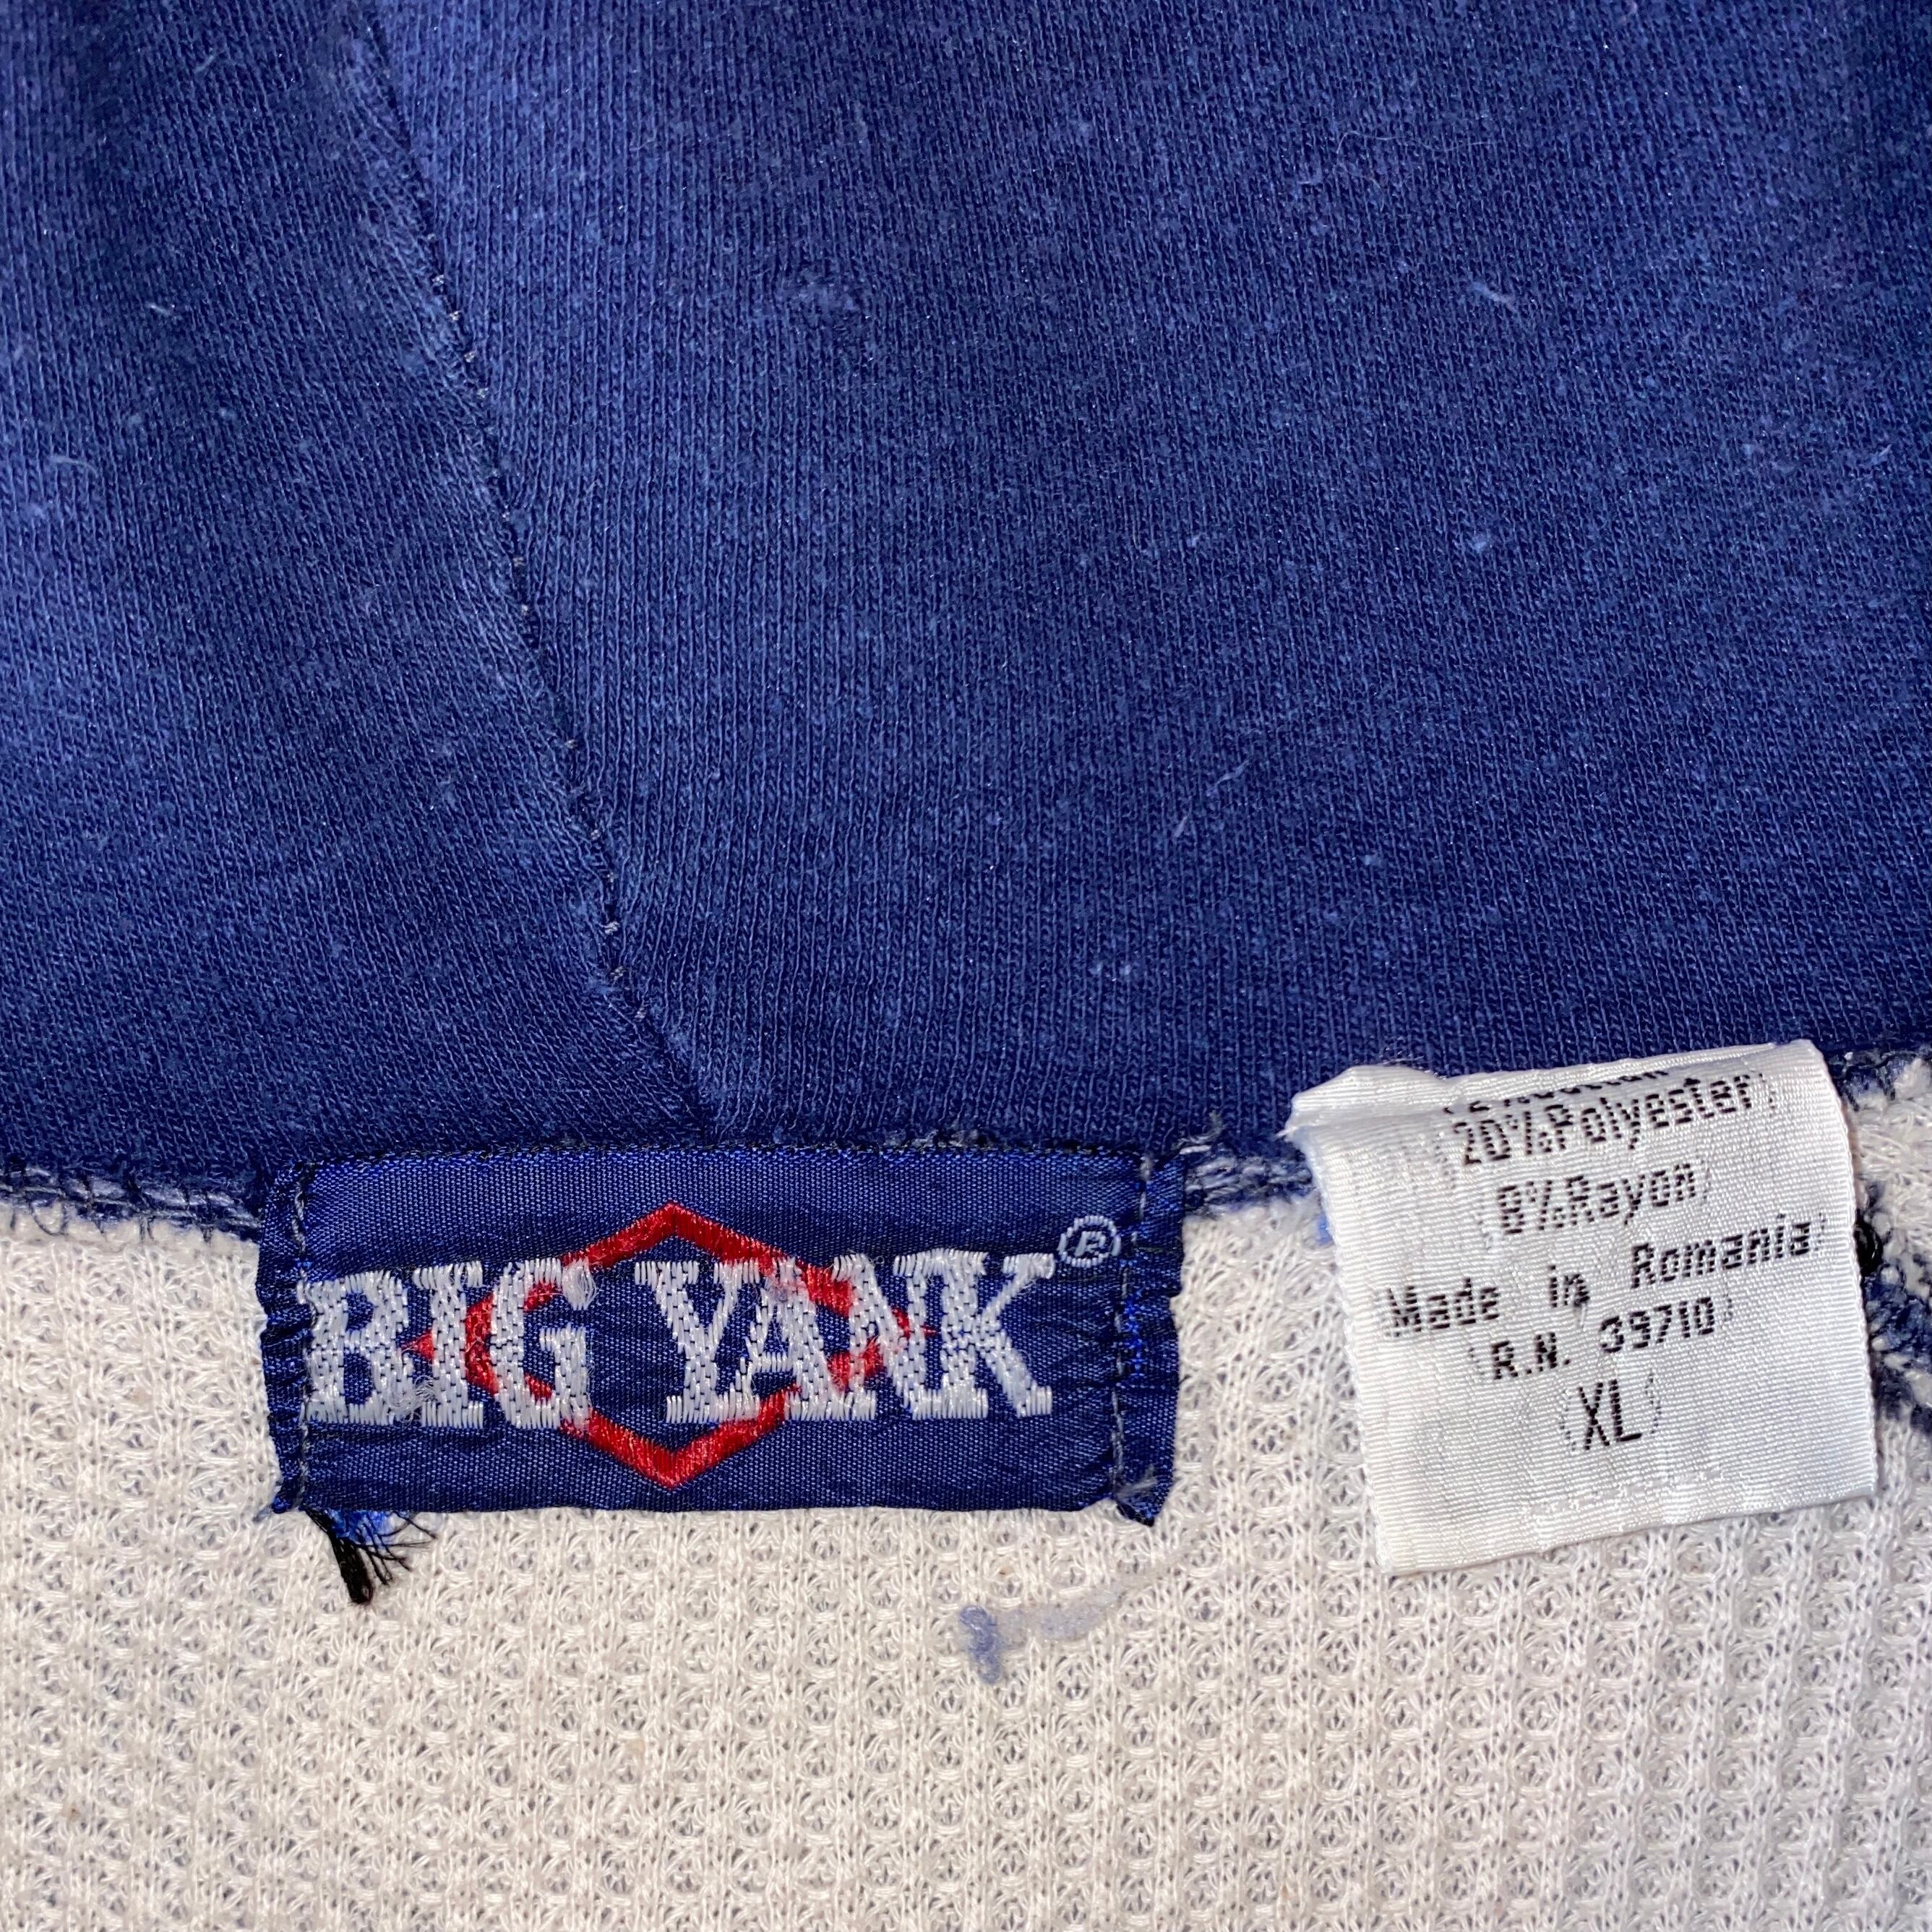 BIG YANK ®
20% Polyester
8% Rayon
Made in Romania
R.N. 39710
XL